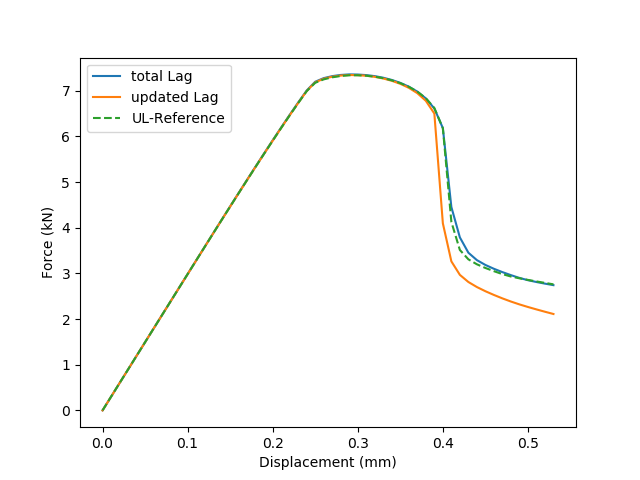 total Lag
updated Lag
UL-Reference
7
6
5
4
3
2
1
0
Force (kN)
0.0 0.1 0.2 0.3 0.4 0.5
Displacement (mm)